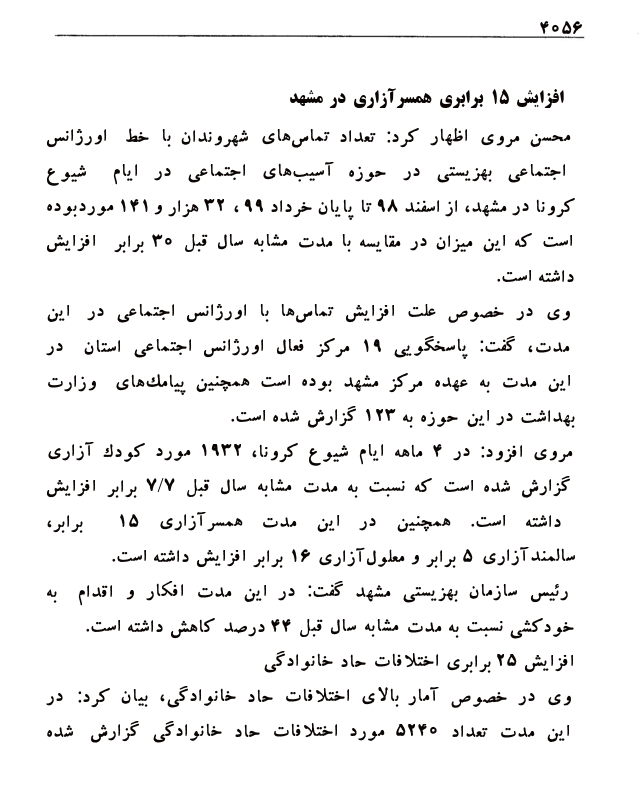 ۴۰۵۶
افزایش ۱۵ برابری همسرآزاری در مشهد
محسن مروی اظهار کرد: تعداد تماس‌های شهروندان با خط اورژانس
اجتماعی بهزیستی در حوزه آسیب‌های اجتماعی در ایام شیوع
کرونا در مشهد، از اسفند ۹۸ تا پایان خرداد ۹۹، ۳۲ هزار و ۱۴۱ موردبوده
است که این میزان در مقایسه با مدت مشابه سال قبل ۳۰ برابر افزایش
داشته است.
وی در خصوص علت افزایش تماس‌ها با اورژانس اجتماعی در این
مدت، گفت: پاسخگویی ۱۹ مرکز فعال اورژانس اجتماعی استان در
این مدت به عهده مرکز مشهد بوده است همچنین پیامك‌های وزارت
بهداشت در این حوزه به ۱۲۳ گزارش شده است.
مروی افزود: در ۴ ماهه ایام شیوع کرونا، ۱۹۳۲ مورد کودك آزاری
گزارش شده است که نسبت به مدت مشابه سال قبل ۷/۷ برابر افزایش
داشته است. همچنین در این مدت همسرآزاری ۱۵ برابر،
سالمندآزاری ۵ برابر و معلول‌آزاری ۱۶ برابر افزایش داشته است.
رئیس سازمان بهزیستی مشهد گفت: در این مدت افکار و اقدام به
خودکشی نسبت به مدت مشابه سال قبل ۴۴ درصد کاهش داشته است.
افزایش ۲۵ برابری اختلافات حاد خانوادگی
وی در خصوص آمار بالای اختلافات حاد خانوادگی، بیان کرد: در
این مدت تعداد ۵۲۴۰ مورد اختلافات حاد خانوادگی گزارش شده